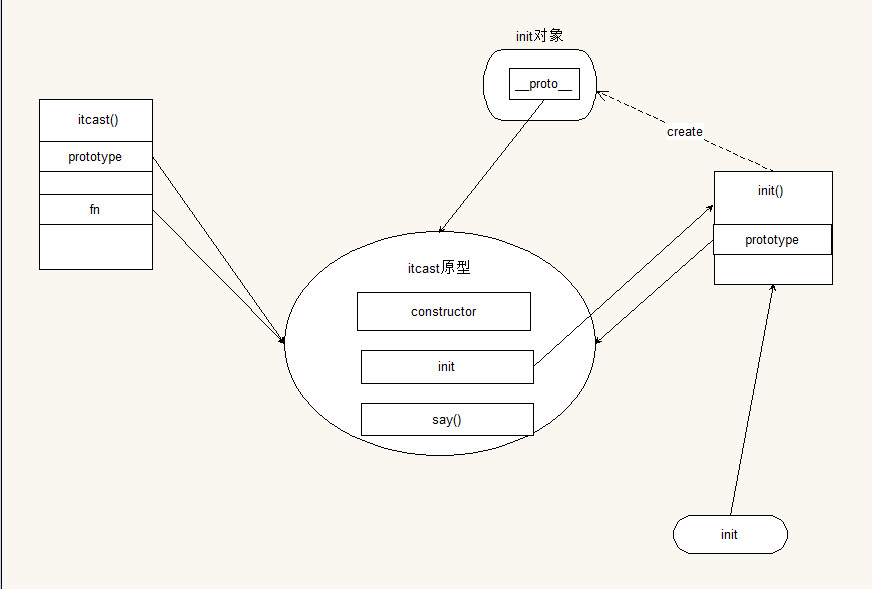 init对象
__proto__
itcast()
create
prototype
init()
fn
prototype
itcast原型
constructor
init
say()
init